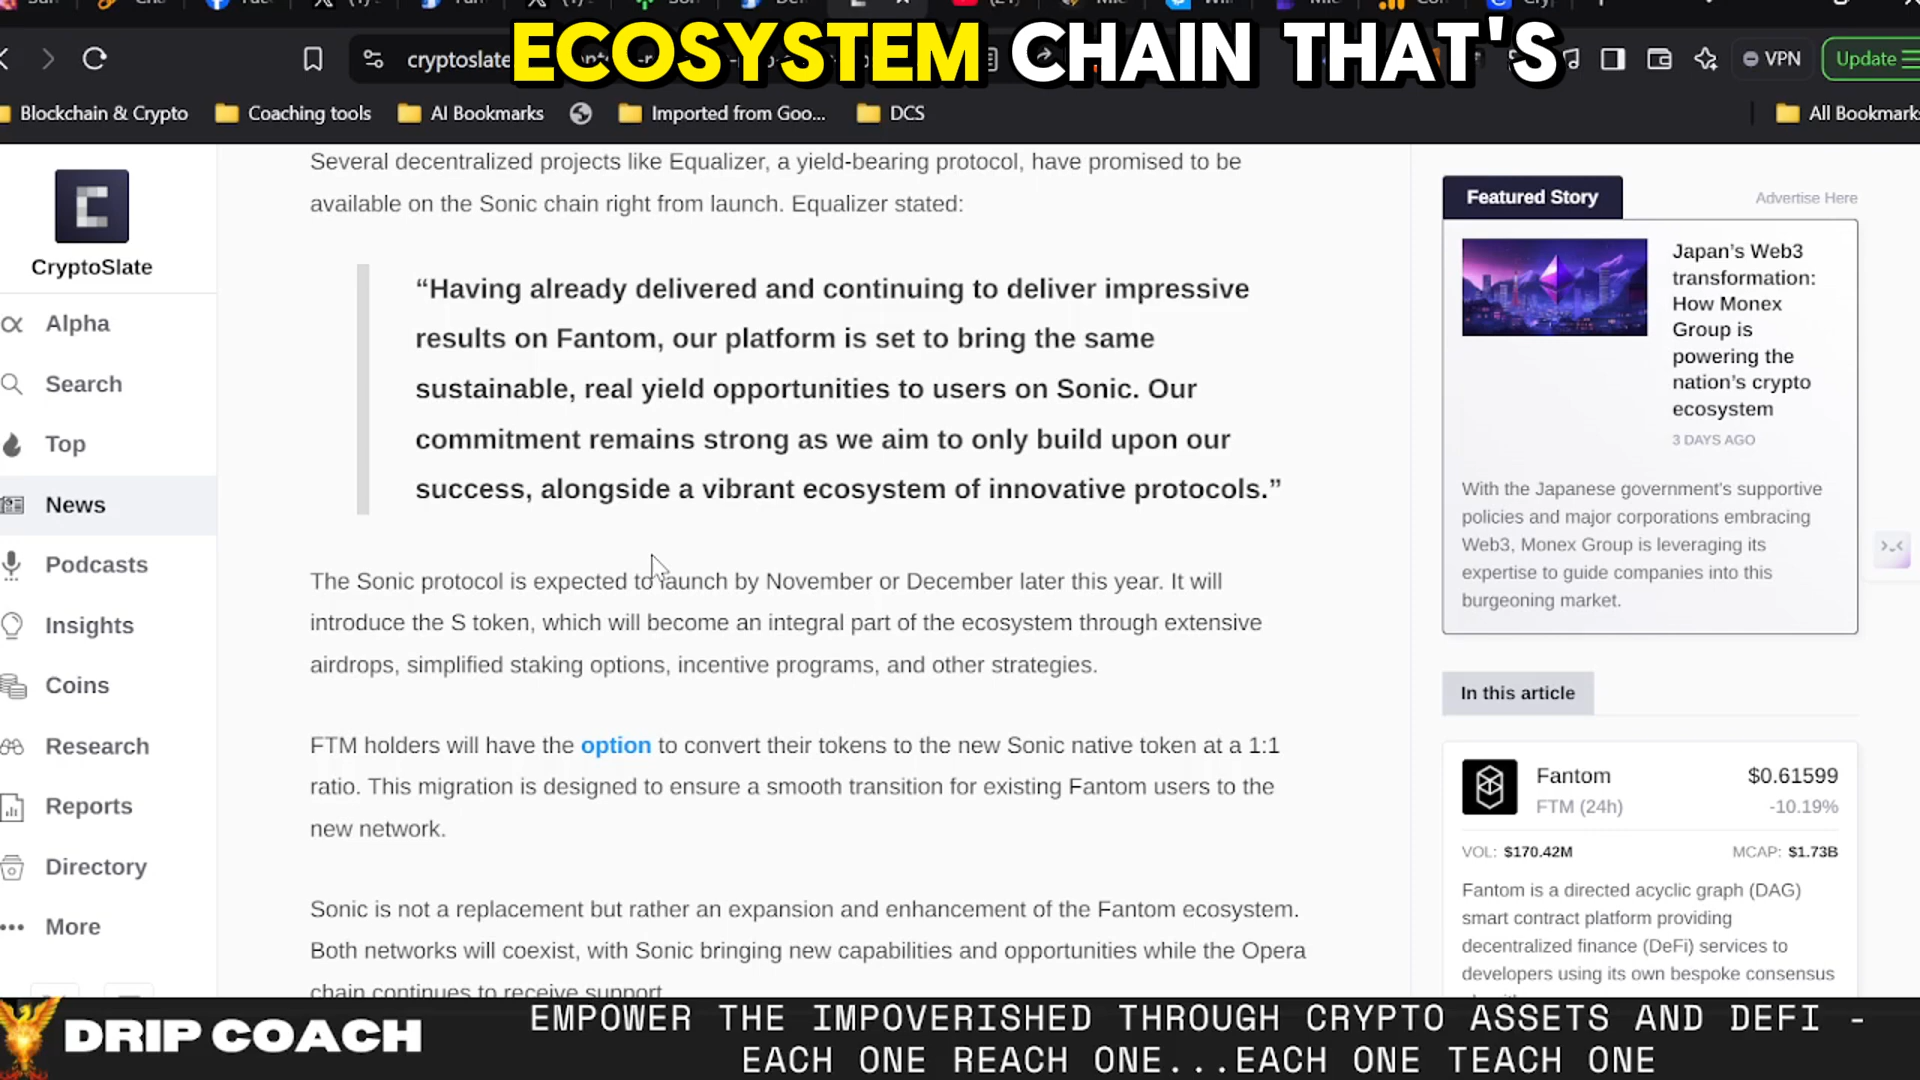 ECOSYSTEM CHAIN THAT'S
cryptoslate
VPN
Update
Blockchain & Crypto
Coaching tools
AI Bookmarks
Imported from Goo...
DCS
All Bookmarks
CryptoSlate
Alpha
Search
Top
News
Podcasts
Insights
Coins
Research
Reports
Directory
More
Several decentralized projects like Equalizer, a yield-bearing protocol, have promised to be
available on the Sonic chain right from launch. Equalizer stated:
“Having already delivered and continuing to deliver impressive
results on Fantom, our platform is set to bring the same
sustainable, real yield opportunities to users on Sonic. Our
commitment remains strong as we aim to only build upon our
success, alongside a vibrant ecosystem of innovative protocols.”
The Sonic protocol is expected to launch by November or December later this year. It will
introduce the S token, which will become an integral part of the ecosystem through extensive
airdrops, simplified staking options, incentive programs, and other strategies.
FTM holders will have the option to convert their tokens to the new Sonic native token at a 1:1
ratio. This migration is designed to ensure a smooth transition for existing Fantom users to the
new network.
Sonic is not a replacement but rather an expansion and enhancement of the Fantom ecosystem.
Both networks will coexist, with Sonic bringing new capabilities and opportunities while the Opera
chain continues to receive support
Featured Story
Advertise Here
Japan’s Web3
transformation:
How Monex
Group is
powering the
nation’s crypto
ecosystem
3 DAYS AGO
With the Japanese government's supportive
policies and major corporations embracing
Web3, Monex Group is leveraging its
expertise to guide companies into this
burgeoning market.
In this article
Fantom
$0.61599
FTM (24h)
-10.19%
VOL: $170.42M
MCAP: $1.73B
Fantom is a directed acyclic graph (DAG)
smart contract platform providing
decentralized finance (DeFi) services to
developers using its own bespoke consensus
DRIP COACH
EMPOWER THE IMPOVERISHED THROUGH CRYPTO ASSETS AND DEFI -
EACH ONE REACH ONE...EACH ONE TEACH ONE